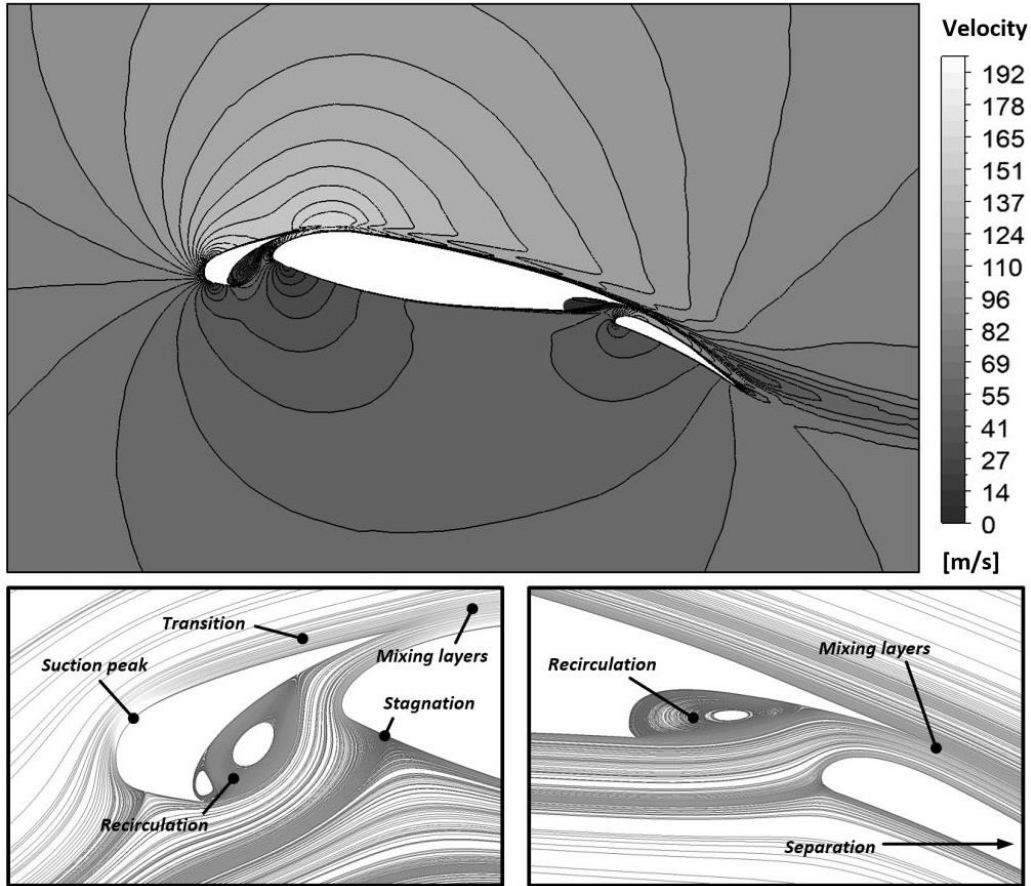 Velocity
192
178
165
151
137
124
110
96
82
69
55
41
27
14
0
[m/s]
Transition
Suction peak
Mixing layers
Stagnation
Recirculation
Recirculation
Mixing layers
Separation